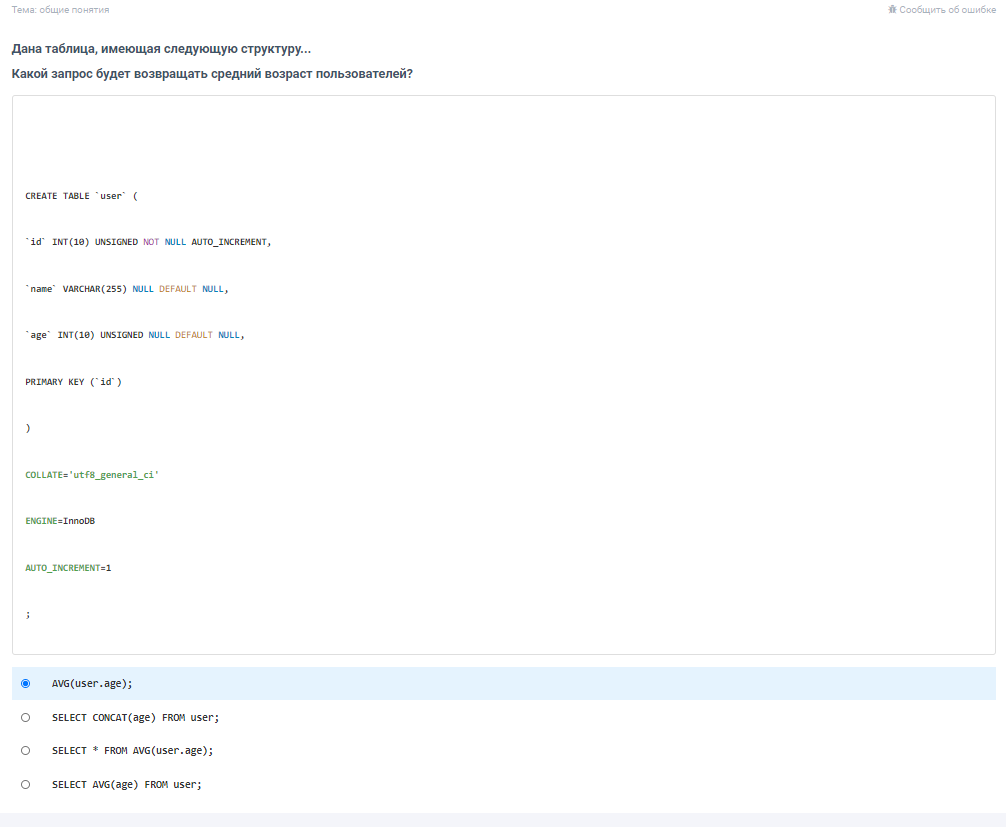 Тема: общие понятия
Сообщить об ошибке
Дана таблица, имеющая следующую структуру...
Какой запрос будет возвращать средний возраст пользователей?
CREATE TABLE `user` (
`id` INT(10) UNSIGNED NOT NULL AUTO_INCREMENT,
`name` VARCHAR(255) NULL DEFAULT NULL,
`age` INT(10) UNSIGNED NULL DEFAULT NULL,
PRIMARY KEY (`id`)
)
COLLATE='utf8_general_ci'
ENGINE=InnoDB
AUTO_INCREMENT=1
;
AVG(user.age);
SELECT CONCAT(age) FROM user;
SELECT * FROM AVG(user.age);
SELECT AVG(age) FROM user;